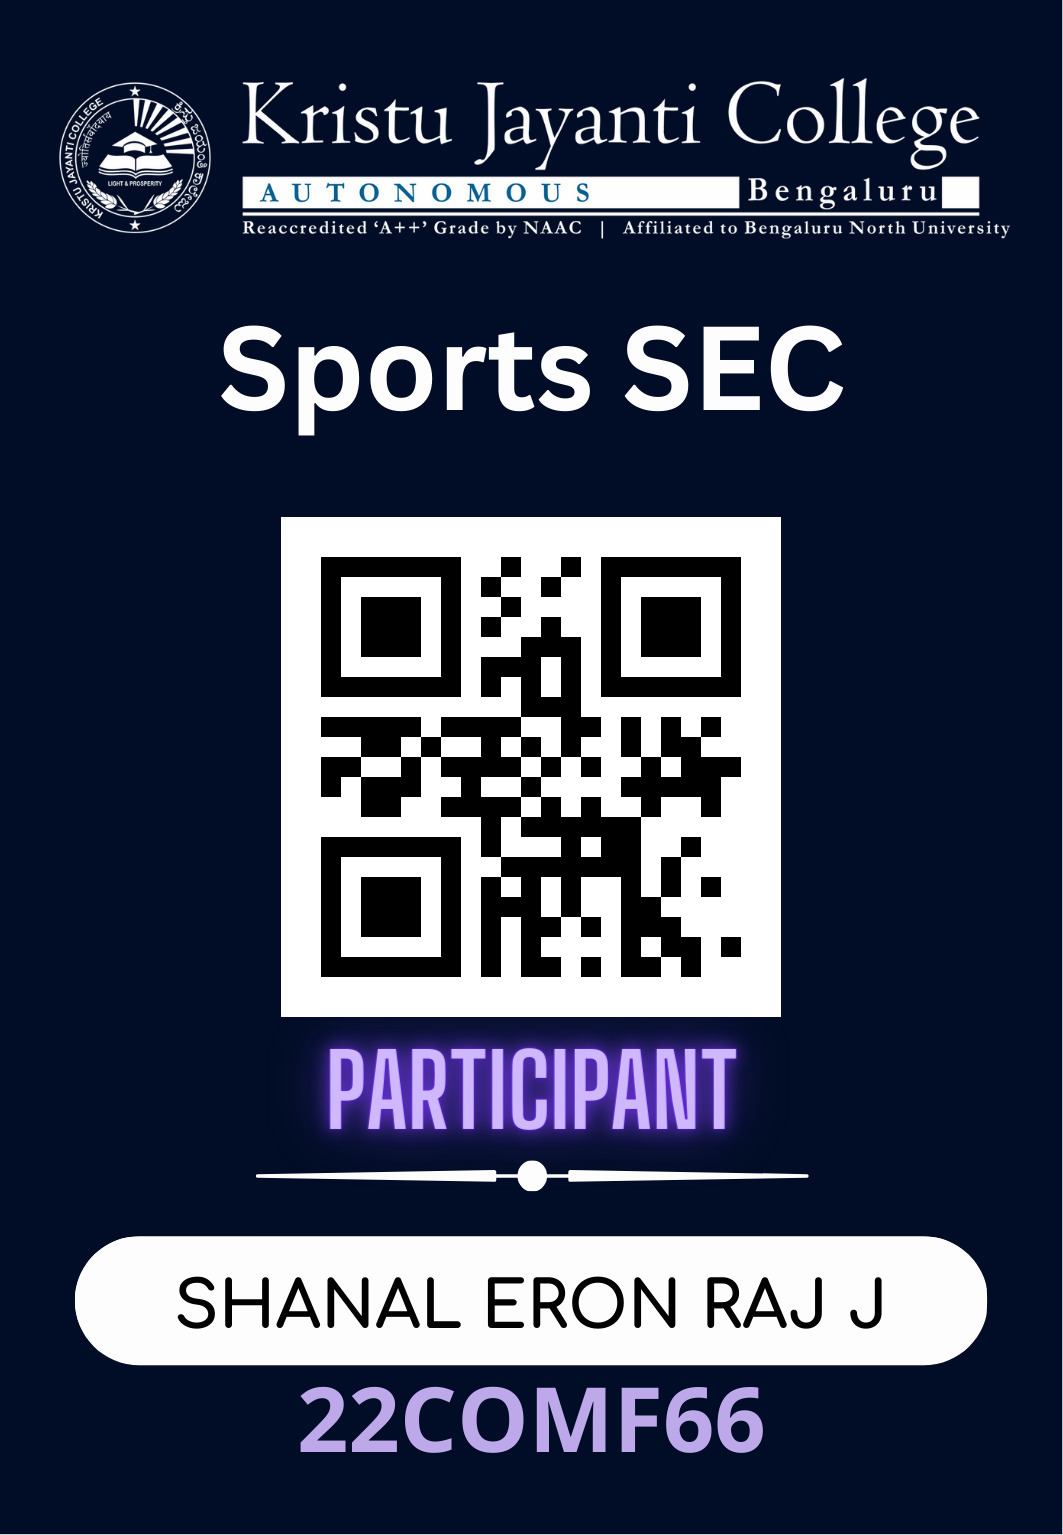 Kristu Jayanti College
AUTONOMOUS Bengaluru
Reaccredited ‘A++’ Grade by NAAC | Affiliated to Bengaluru North University
KRISTU JAYANTI COLLEGE
LIGHT & PROSPERITY
Sports SEC
PARTICIPANT
SHANAL ERON RAJ J
22COMF66